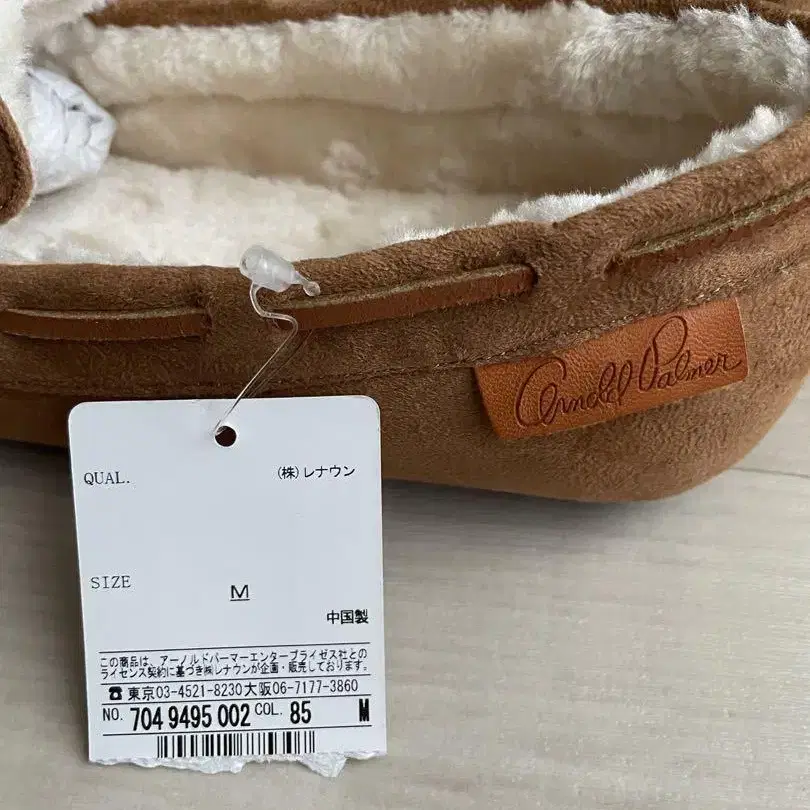 Arnold Palmer
QUAL.
(株)レナウン
SIZE
M
中国製
この商品は、アーノルドパーマーエンタープライゼス社との
ライセンス契約に基づき㈱レナウンが企画・販売しております。
☎東京03-4521-8230大阪06-7177-3860
NO. 704 9495 002 COL. 85 M